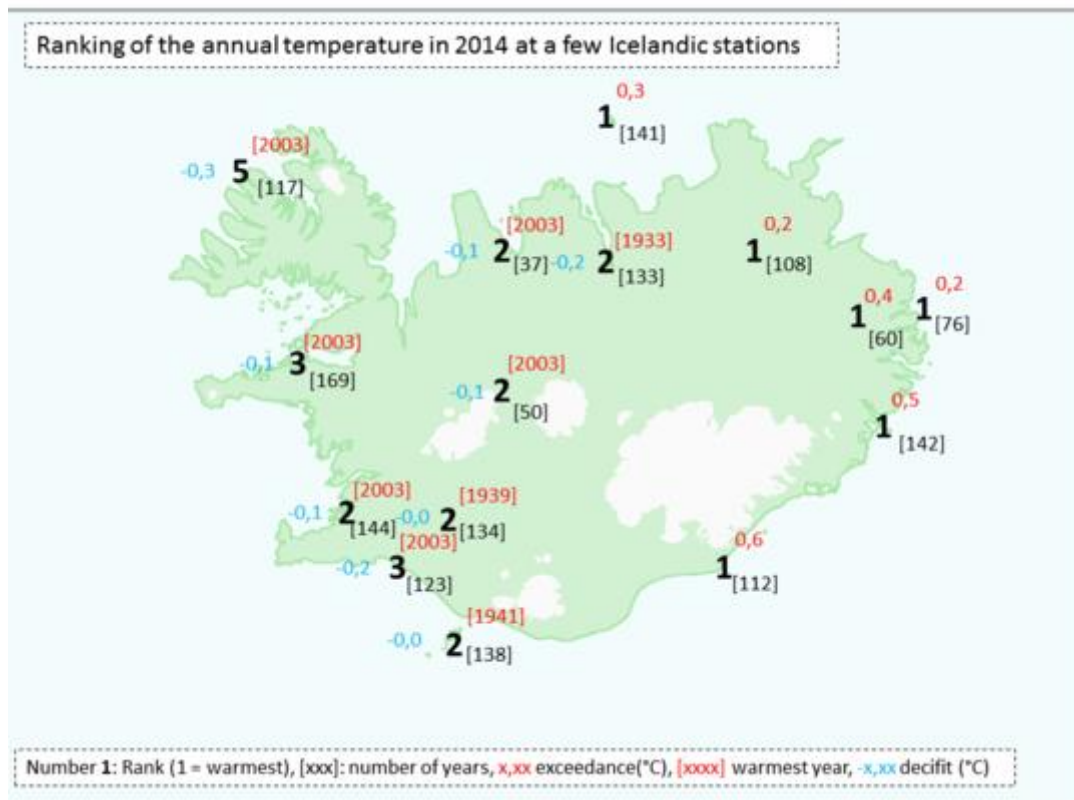 Ranking of the annual temperature in 2014 at a few Icelandic stations
0,3
1 [141]
[2003]
-0,3 5 [117]
[2003]
-0,1 2 [37]
[1933]
-0,2 2 [133]
0,2
1 [108]
0,4
1 [60]
0,2
1 [76]
[2003]
-0,1 3 [169]
[2003]
-0,1 2 [50]
0,5
1 [142]
[2003]
-0,1 2 [144]
[1939]
-0,0 2 [134]
[2003]
-0,2 3 [123]
0,6
1 [112]
[1941]
-0,0 2 [138]
Number 1: Rank (1 = warmest), [xxx]: number of years, x,xx exceedance(°C), [xxxx] warmest year, -x,xx decifit (°C)